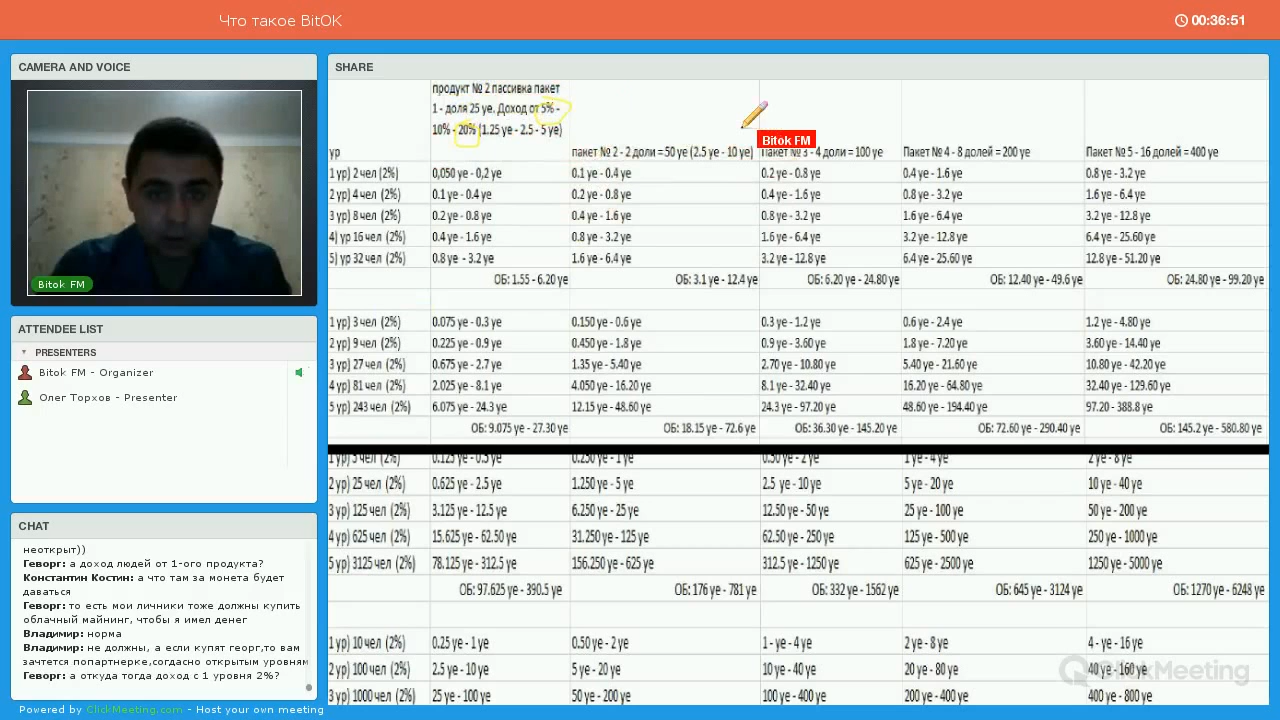 Что такое BitOK
00:36:51
CAMERA AND VOICE
Bitok FM
ATTENDEE LIST
PRESENTERS
Bitok FM - Organizer
Олег Торхов - Presenter
CHAT
неоткрыт))
Геворг: а доход людей от 1-ого продукта?
Константин Костин: а что там за монета будет
даваться
Геворг: то есть мои личники тоже должны купить
облачный майнинг, чтобы я имел денег
Владимир: норма
Владимир: не должны, а если купят георг,то вам
зачтется попартнерке,согдасно открытым уровням
Геворг: а откуда тогда доход с 1 уровня 2%?
SHARE
продукт № 2 пассивка пакет
1 - доля 25 уе. Доход от 5% -
10% - 20% (1.25 уе - 2.5 - 5 уе)
Bitok FM
ур пакет № 2 - 2 доли = 50 уе (2.5 уе - 10 уе) Пакет № 3 - 4 доли = 100 уе Пакет № 4 - 8 долей = 200 уе Пакет № 5 - 16 долей = 400 уе
1 ур) 2 чел (2%) 0,050 уе - 0,2 уе 0.1 уе - 0.4 уе 0.2 уе - 0.8 уе 0.4 уе - 1.6 уе 0.8 уе - 3.2 уе
2 ур) 4 чел (2%) 0.1 уе - 0.4 уе 0.2 уе - 0.8 уе 0.4 уе - 1.6 уе 0.8 уе - 3.2 уе 1.6 уе - 6.4 уе
3 ур) 8 чел (2%) 0.2 уе - 0.8 уе 0.4 уе - 1.6 уе 0.8 уе - 3.2 уе 1.6 уе - 6.4 уе 3.2 уе - 12.8 уе
4) ур 16 чел (2%) 0.4 уе - 1.6 уе 0.8 уе - 3.2 уе 1.6 уе - 6.4 уе 3.2 уе - 12.8 уе 6.4 уе - 25.60 уе
5) ур 32 чел (2%) 0.8 уе - 3.2 уе 1.6 уе - 6.4 уе 3.2 уе - 12.8 уе 6.4 уе - 25.60 уе 12.8 уе - 51.20 уе
ОБ: 1.55 - 6.20 уе ОБ: 3.1 уе - 12.4 уе ОБ: 6.20 уе - 24.80 уе ОБ: 12.40 уе - 49.6 уе ОБ: 24.80 уе - 99.20 уе
1 ур) 3 чел (2%) 0.075 уе - 0.3 уе 0.150 уе - 0.6 уе 0.3 уе - 1.2 уе 0.6 уе - 2.4 уе 1.2 уе - 4.80 уе
2 ур) 9 чел (2%) 0.225 уе - 0.9 уе 0.450 уе - 1.8 уе 0.9 уе - 3.60 уе 1.8 уе - 7.20 уе 3.60 уе - 14.40 уе
3 ур) 27 чел (2%) 0.675 уе - 2.7 уе 1.35 уе - 5.40 уе 2.70 уе - 10.80 уе 5.40 уе - 21.60 уе 10.80 уе - 42.20 уе
4 ур) 81 чел (2%) 2.025 уе - 8.1 уе 4.050 уе - 16.20 уе 8.1 уе - 32.40 уе 16.20 уе - 64.80 уе 32.40 уе - 129.60 уе
5 ур) 243 чел (2%) 6.075 уе - 24.3 уе 12.15 уе - 48.60 уе 24.3 уе - 97.20 уе 48.60 уе - 194.40 уе 97.20 уе - 388.8 уе
ОБ: 9.075 уе - 27.30 уе ОБ: 18.15 уе - 72.6 уе ОБ: 36.30 уе - 145.20 уе ОБ: 72.60 уе - 290.40 уе ОБ: 145.2 уе - 580.80 уе
1 ур) 5 чел (2%) 0.125 уе - 0.5 уе 0.250 уе - 1 уе 0.50 уе - 2 уе 1 уе - 4 уе 2 уе - 8 уе
2 ур) 25 чел (2%) 0.625 уе - 2.5 уе 1.250 уе - 5 уе 2.5 уе - 10 уе 5 уе - 20 уе 10 уе - 40 уе
3 ур) 125 чел (2%) 3.125 уе - 12.5 уе 6.250 уе - 25 уе 12.50 уе - 50 уе 25 уе - 100 уе 50 уе - 200 уе
4 ур) 625 чел (2%) 15.625 уе - 62.50 уе 31.250 уе - 125 уе 62.50 уе - 250 уе 125 уе - 500 уе 250 уе - 1000 уе
5 ур) 3125 чел (2%) 78.125 уе - 312.5 уе 156.250 уе - 625 уе 312.5 уе - 1250 уе 625 уе - 2500 уе 1250 уе - 5000 уе
ОБ: 97.625 уе - 390.5 уе ОБ: 176 уе - 781 уе ОБ: 332 уе - 1562 уе ОБ: 645 уе - 3124 уе ОБ: 1270 уе - 6248 уе
1 ур) 10 чел (2%) 0.25 уе - 1 уе 0.50 уе - 2 уе 1 - уе - 4 уе 2 уе - 8 уе 4 - уе - 16 уе
2 ур) 100 чел (2%) 2.5 уе - 10 уе 5 уе - 20 уе 10 уе - 40 уе 20 уе - 80 уе 40 уе - 160 уе
3 ур) 1000 чел (2%) 25 уе - 100 уе 50 уе - 200 уе 100 уе - 400 уе 200 уе - 400 уе 400 уе - 800 уе
ClickMeeting
Powered by ClickMeeting.com - Host your own meeting